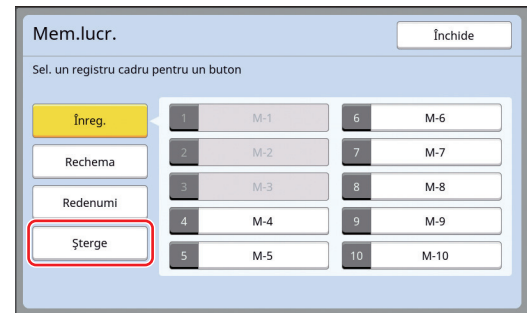 Mem.lucr.
Închide
Sel. un registru cadru pentru un buton
Înreg.
Rechema
Redenumi
Şterge
1 M-1
2 M-2
3 M-3
4 M-4
5 M-5
6 M-6
7 M-7
8 M-8
9 M-9
10 M-10